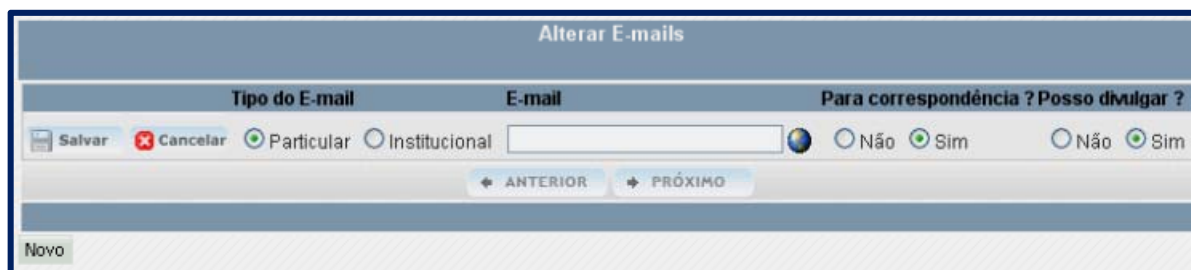 Alterar E-mails
Tipo do E-mail E-mail Para correspondência ? Posso divulgar ?
Salvar Cancelar Particular Institucional Não Sim Não Sim
ANTERIOR PRÓXIMO
Novo